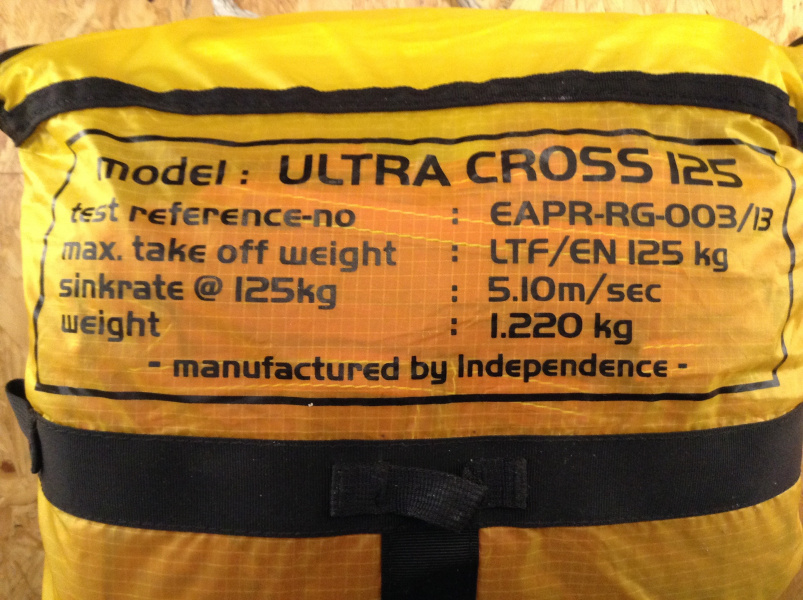 model : ULTRA CROSS 125
test reference-no : EAPR-RG-003/13
max. take off weight : LTF/EN 125 kg
sinkrate @ 125kg : 5.10m/sec
weight : 1.220 kg
- manufactured by Independence -